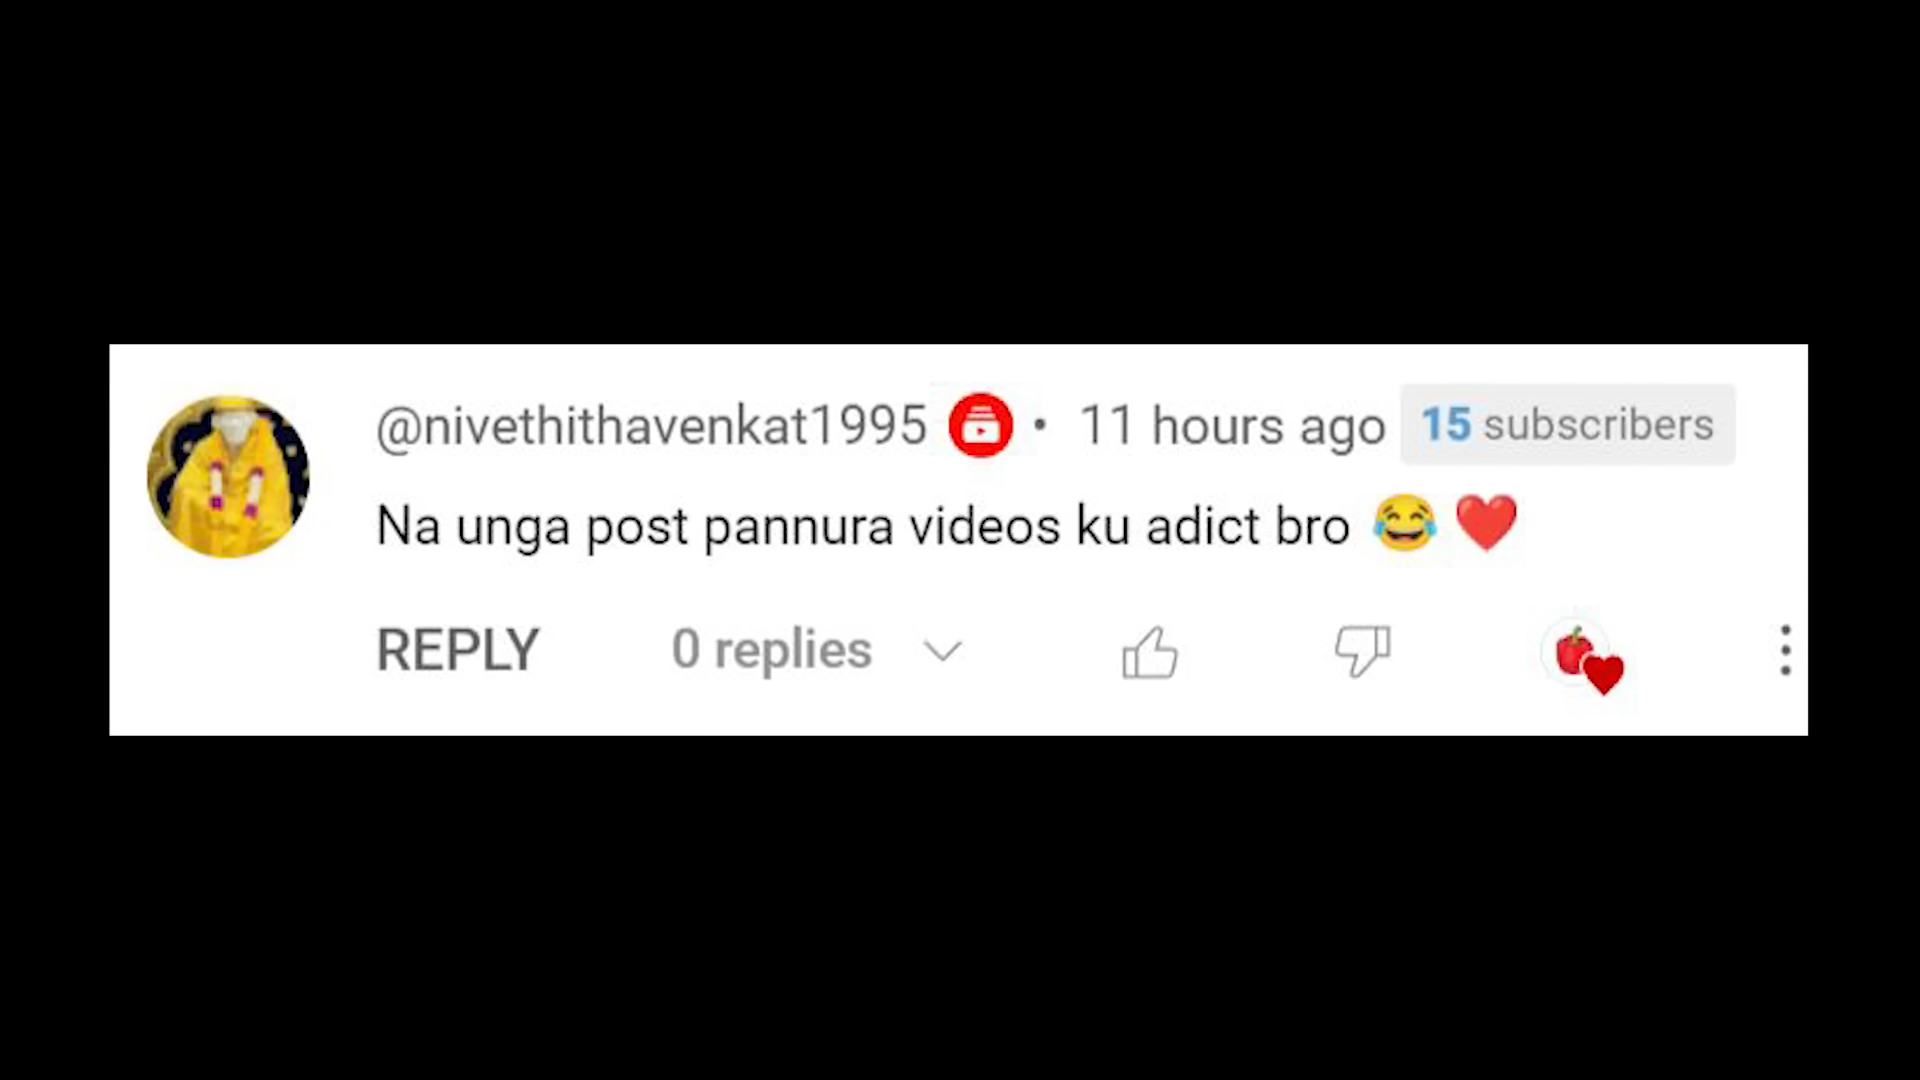 @nivethithavenkat1995 • 11 hours ago 15 subscribers
Na unga post pannura videos ku adict bro 😂 ❤️
REPLY 0 replies